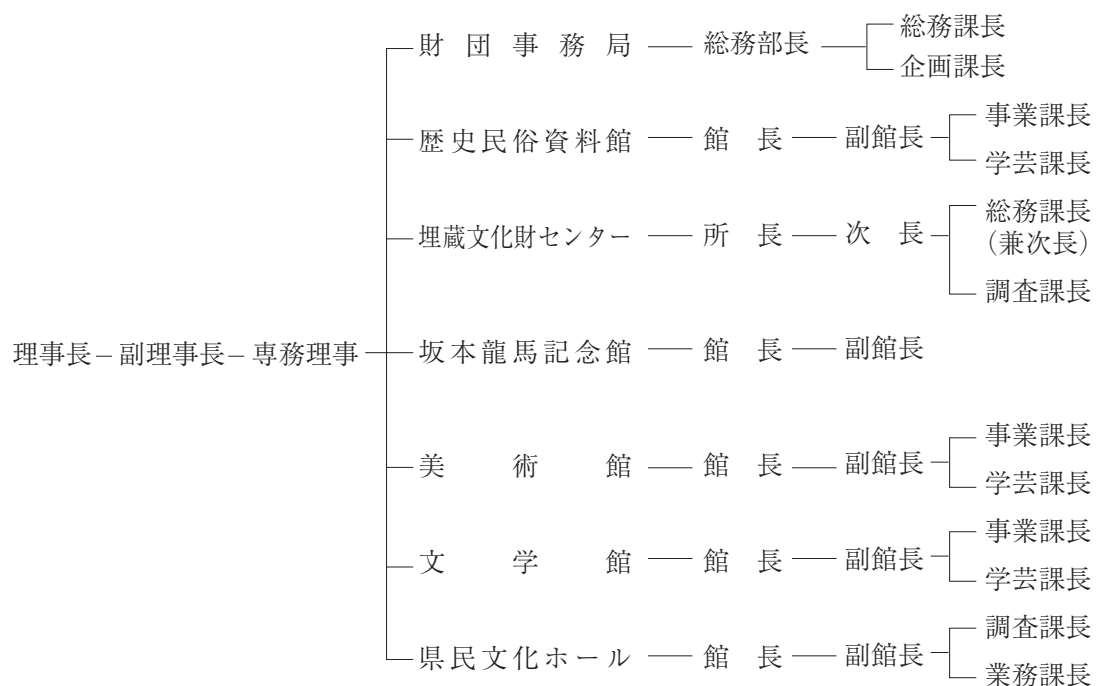 財団事務局 総務部長 総務課長
企画課長
歴史民俗資料館 館長 副館長 事業課長
学芸課長
埋蔵文化財センター 所長 次長 総務課長
（兼次長）
調査課長
理事長－副理事長－専務理事 坂本龍馬記念館 館長 副館長
美術館 館長 副館長 事業課長
学芸課長
文学館 館長 副館長 事業課長
学芸課長
県民文化ホール 館長 副館長 調査課長
業務課長